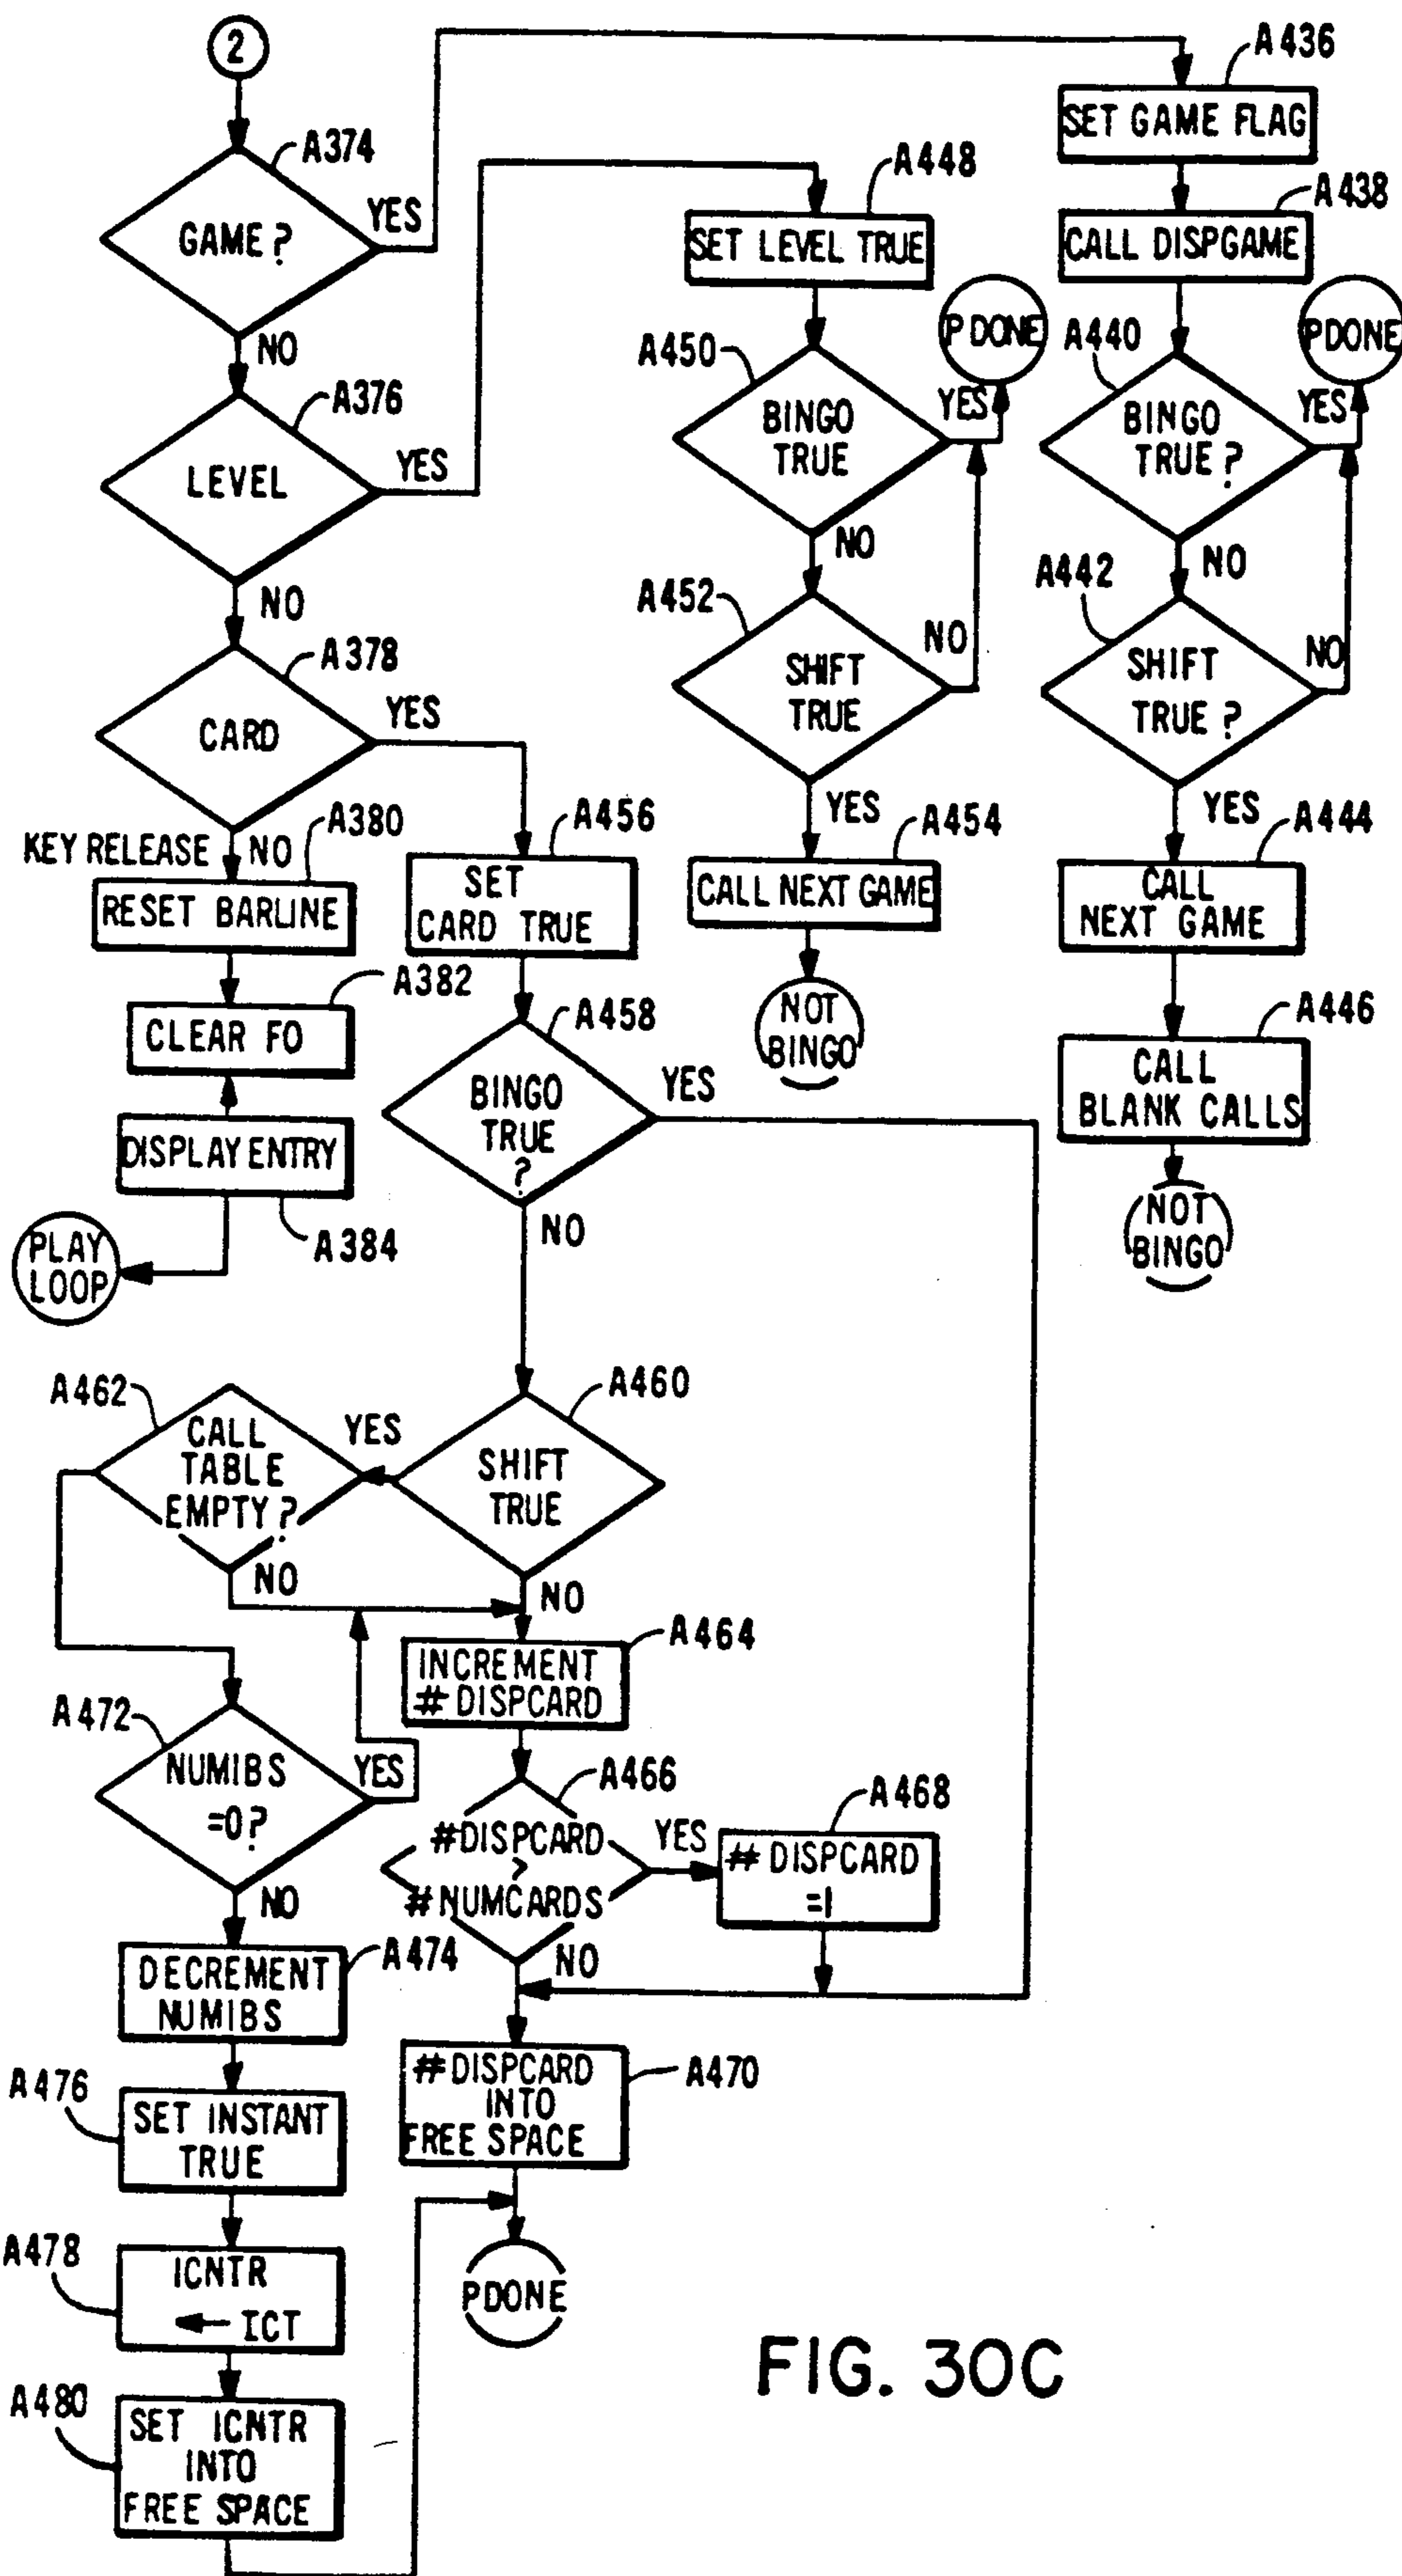 2
A436
SET GAME FLAG
A374
GAME?
YES
A448
SET LEVEL TRUE
A438
CALL DISPGAME
NO
A376
LEVEL
YES
A450
BINGO
TRUE
YES
PDONE
A440
BINGO
TRUE?
YES
PDONE
NO
A452
SHIFT
TRUE
NO
NO
A442
SHIFT
TRUE?
NO
NO
A378
CARD
YES
YES
A454
CALL NEXT GAME
YES
A444
CALL
NEXT GAME
KEY RELEASE
NO
A380
RESET BARLINE
A456
SET
CARD TRUE
A382
CLEAR FO
NOT
BINGO
A446
CALL
BLANK CALLS
A458
BINGO
TRUE
?
YES
DISPLAY ENTRY
A384
PLAY
LOOP
NO
NOT
BINGO
A462
CALL
TABLE
EMPTY?
YES
A460
SHIFT
TRUE
NO
NO
A464
INCREMENT
# DISPCARD
A472
NUMIBS
=0?
YES
A466
#DISPCARD
>
#NUMCARDS
YES
A468
# DISPCARD
=1
NO
NO
A474
DECREMENT
NUMIBS
A476
SET INSTANT
TRUE
#DISPCARD
INTO
FREE SPACE
A470
A478
ICNTR
← ICT
PDONE
A480
SET ICNTR
INTO
FREE SPACE
FIG. 30C